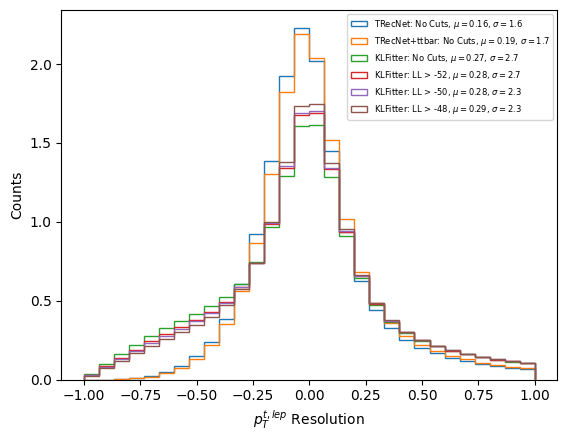 TRecNet: No Cuts, μ = 0.16, σ = 1.6
TRecNet+ttbar: No Cuts, μ = 0.19, σ = 1.7
KLFitter: No Cuts, μ = 0.27, σ = 2.7
KLFitter: LL > -52, μ = 0.28, σ = 2.7
KLFitter: LL > -50, μ = 0.28, σ = 2.3
KLFitter: LL > -48, μ = 0.29, σ = 2.3
Counts
2.0
1.5
1.0
0.5
0.0
−1.00 −0.75 −0.50 −0.25 0.00 0.25 0.50 0.75 1.00
p_T^{t,lep} Resolution